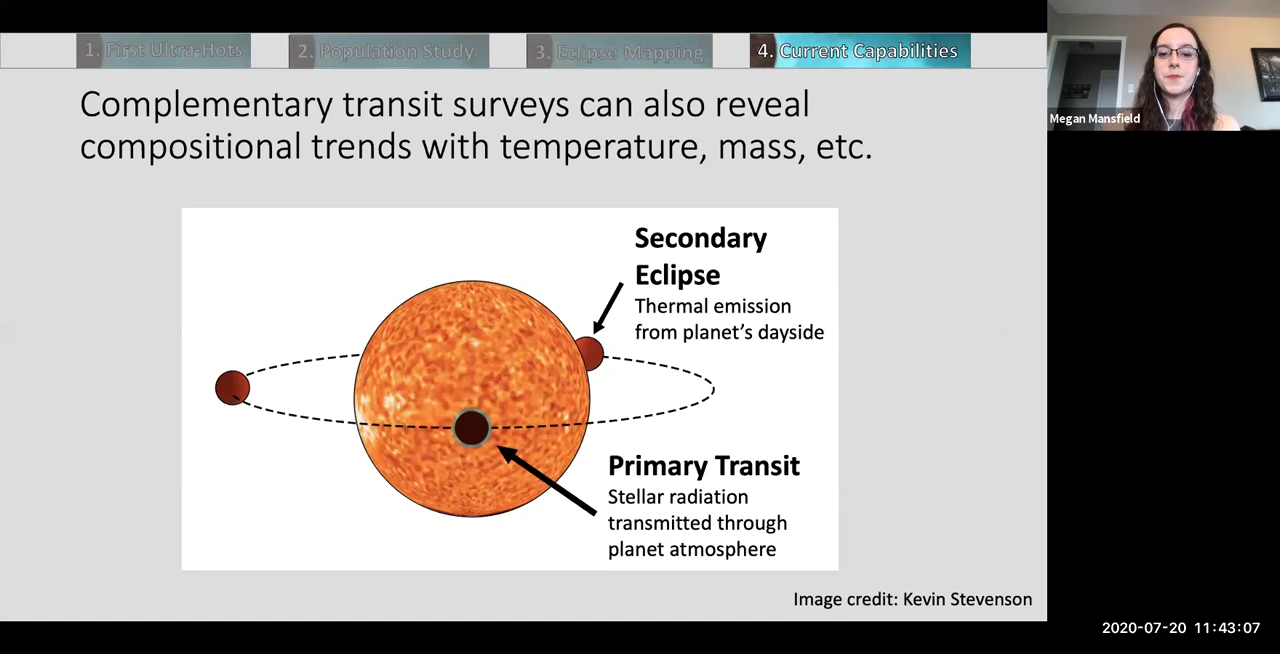 1. First Ultra-Hots
2. Population Study
3. Eclipse Mapping
4. Current Capabilities
Complementary transit surveys can also reveal
compositional trends with temperature, mass, etc.
Megan Mansfield
Secondary
Eclipse
Thermal emission
from planet’s dayside
Primary Transit
Stellar radiation
transmitted through
planet atmosphere
Image credit: Kevin Stevenson
2020-07-20 11:43:07